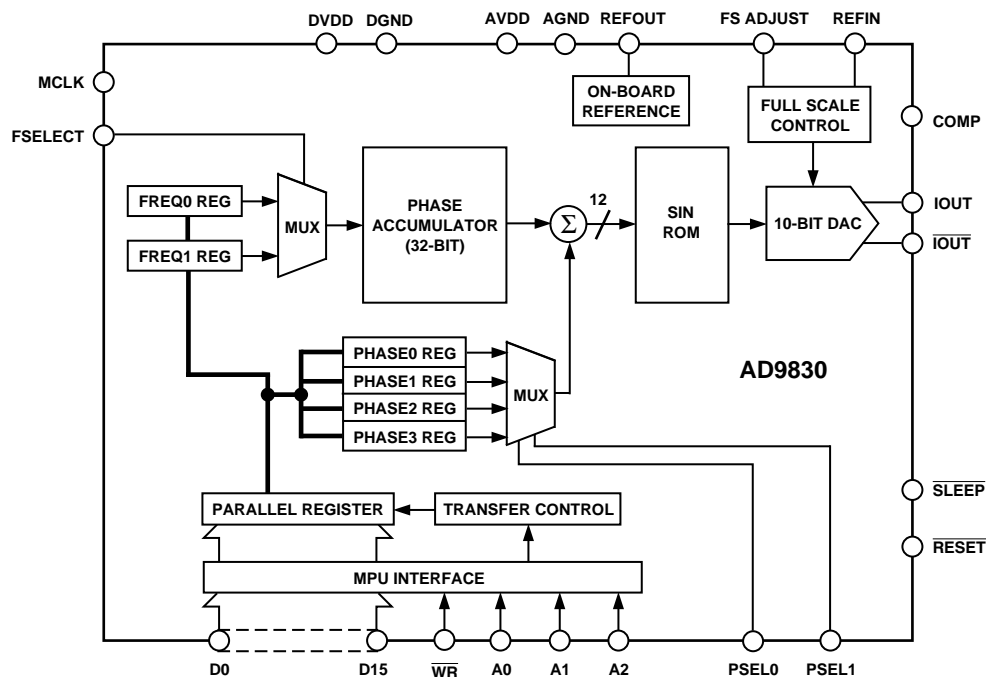 DVDD DGND AVDD AGND REFOUT FS ADJUST REFIN
MCLK
ON-BOARD
REFERENCE
FULL SCALE
CONTROL
COMP
FSELECT
FREQ0 REG
FREQ1 REG
MUX
PHASE
ACCUMULATOR
(32-BIT)
Σ
12
SIN
ROM
10-BIT DAC
IOUT
IOUT
PHASE0 REG
PHASE1 REG
PHASE2 REG
PHASE3 REG
MUX
AD9830
SLEEP
RESET
PARALLEL REGISTER
TRANSFER CONTROL
MPU INTERFACE
D0 D15 WR A0 A1 A2 PSEL0 PSEL1